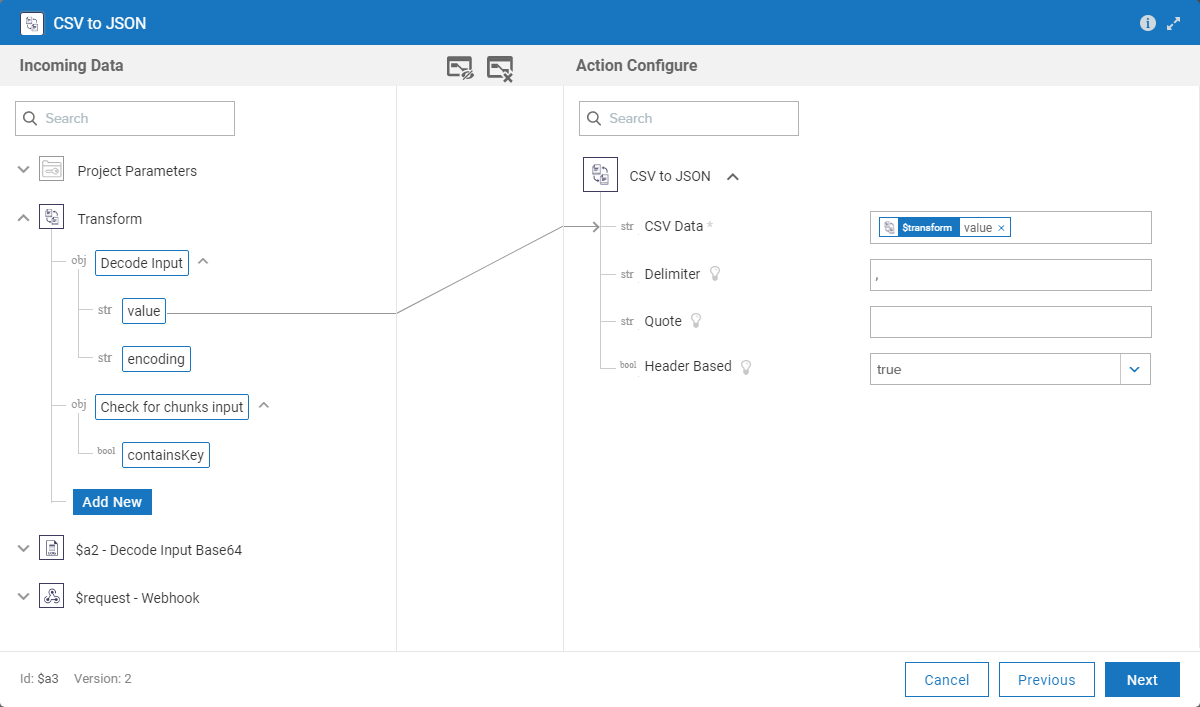 CSV to JSON
Incoming Data
Action Configure
Search
Search
Project Parameters
Transform
obj Decode Input
str value
str encoding
obj Check for chunks input
bool containsKey
Add New
$a2 - Decode Input Base64
$request - Webhook
CSV to JSON
str CSV Data * $transform value ×
str Delimiter ,
str Quote
bool Header Based true
Id: $a3 Version: 2
Cancel Previous Next